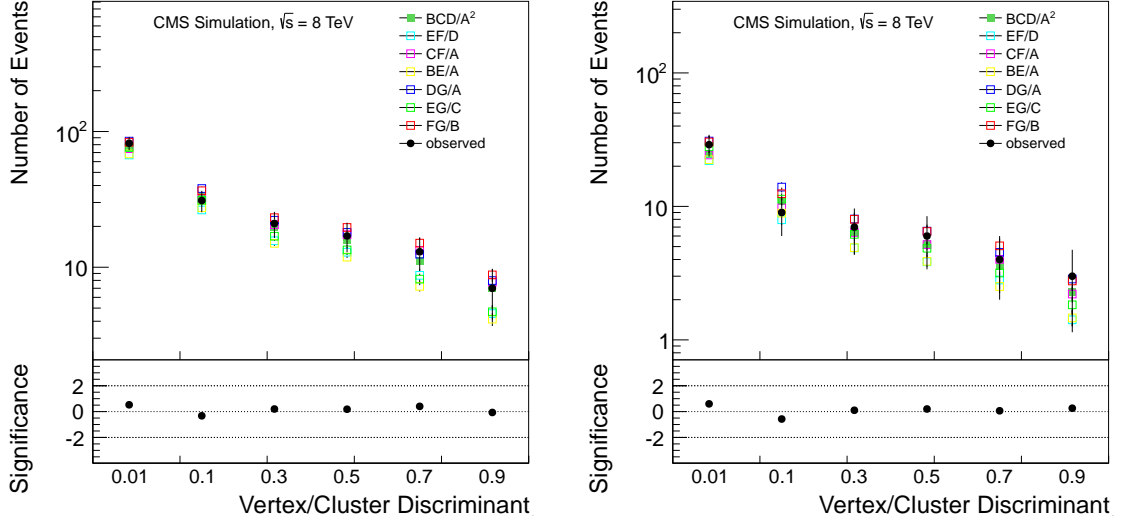 Number of Events
CMS Simulation, √s = 8 TeV
BCD/A²
EF/D
CF/A
BE/A
DG/A
EG/C
FG/B
observed
10²
10
Significance
2
0
-2
0.01 0.1 0.3 0.5 0.7 0.9
Vertex/Cluster Discriminant
Number of Events
CMS Simulation, √s = 8 TeV
BCD/A²
EF/D
CF/A
BE/A
DG/A
EG/C
FG/B
observed
10²
10
1
Significance
2
0
-2
0.01 0.1 0.3 0.5 0.7 0.9
Vertex/Cluster Discriminant